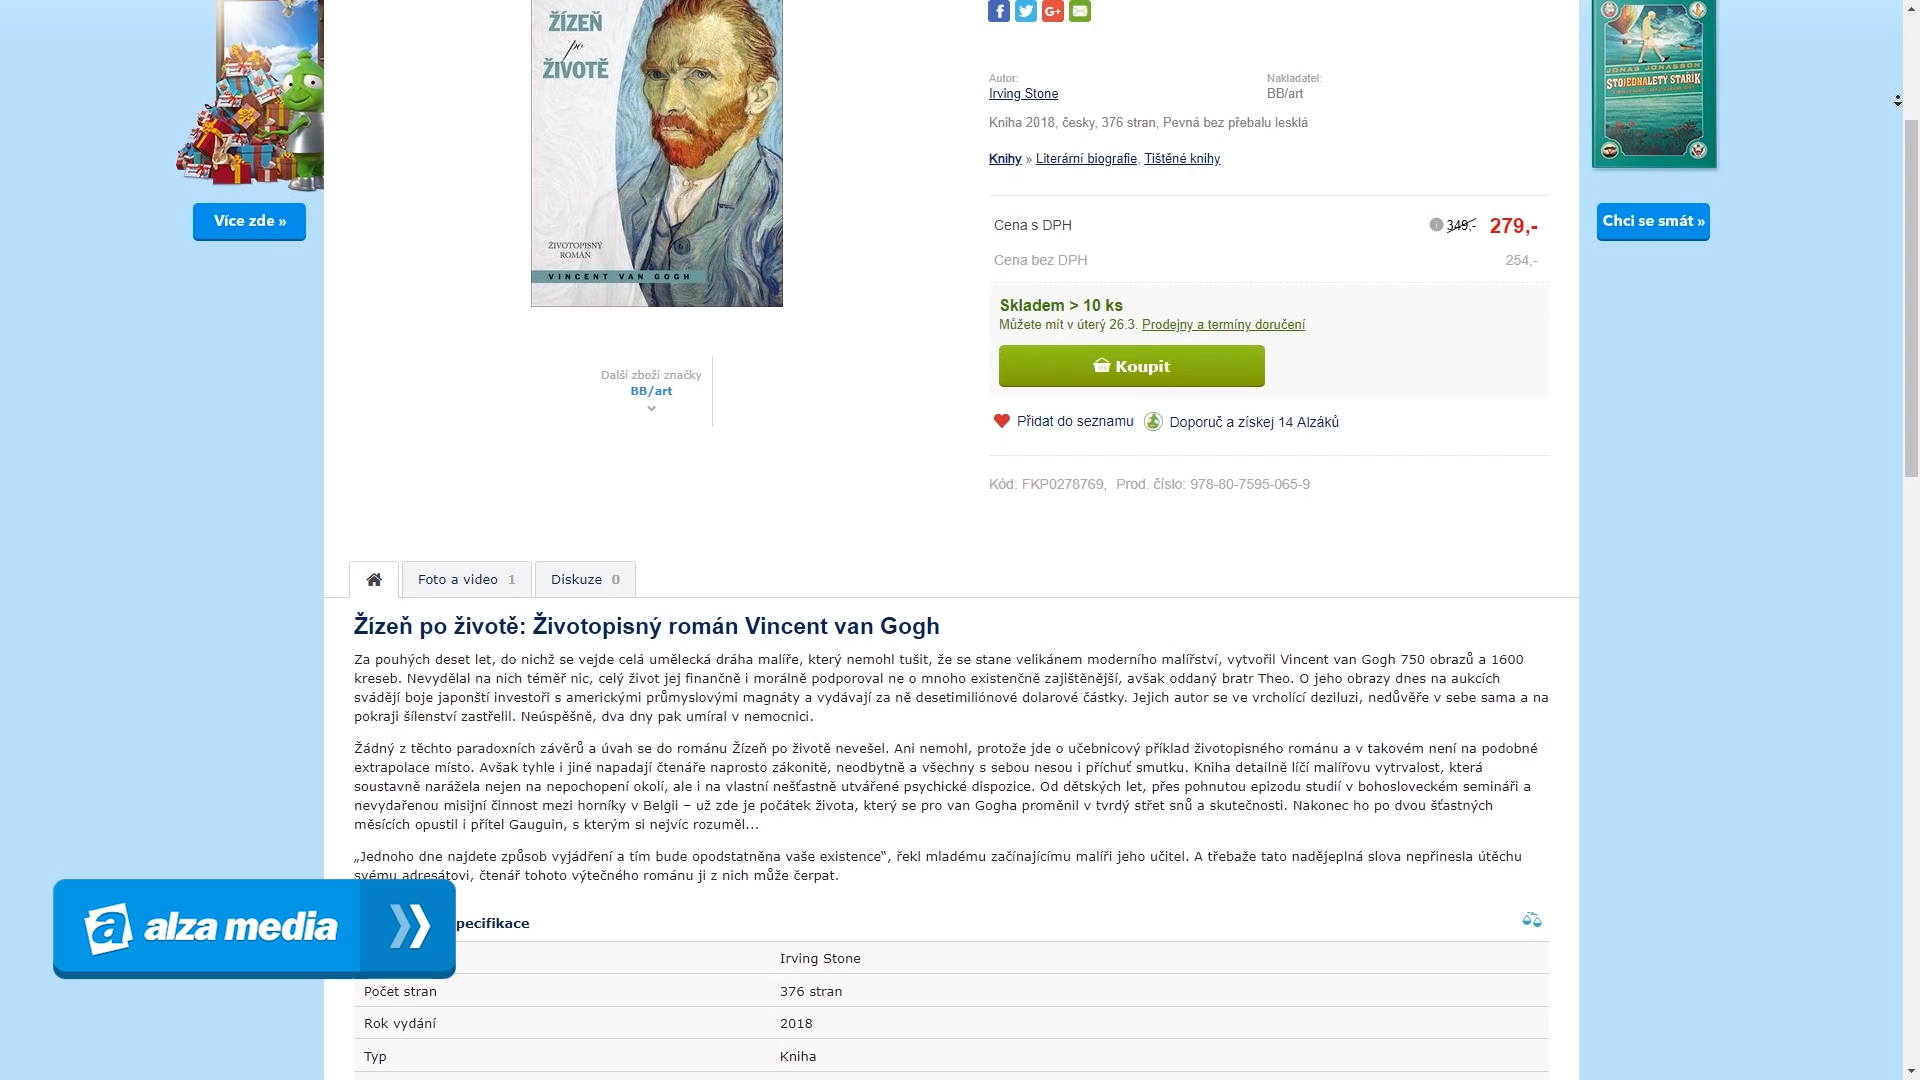 ŽÍZEŇ
po
ŽIVOTĚ
ŽIVOTOPISNÝ
ROMÁN
VINCENT VAN GOGH
Další zboží značky
BB/art
Více zde »
Autor:
Irving Stone
Nakladatel:
BB/art
Kniha 2018, česky, 376 stran, Pevná bez přebalu lesklá
Knihy » Literární biografie, Tištěné knihy
Cena s DPH 349,- 279,-
Cena bez DPH 254,-
Skladem > 10 ks
Můžete mít v úterý 26.3. Prodejny a termíny doručení
Koupit
Přidat do seznamu Doporuč a získej 14 Alzáků
Kód: FKP0278769, Prod. číslo: 978-80-7595-065-9
JONAS JONASSON
STOJEDNALETÝ STAŘÍK
Chci se smát »
Foto a video 1 Diskuze 0
Žízeň po životě: Životopisný román Vincent van Gogh
Za pouhých deset let, do nichž se vejde celá umělecká dráha malíře, který nemohl tušit, že se stane velikánem moderního malířství, vytvořil Vincent van Gogh 750 obrazů a 1600
kreseb. Nevydělal na nich téměř nic, celý život jej finančně i morálně podporoval ne o mnoho existenčně zajištěnější, avšak oddaný bratr Theo. O jeho obrazy dnes na aukcích
svádějí boje japonští investoři s americkými průmyslovými magnáty a vydávají za ně desetimiliónové dolarové částky. Jejich autor se ve vrcholící deziluzi, nedůvěře v sebe sama a na
pokraji šílenství zastřelil. Neúspěšně, dva dny pak umíral v nemocnici.
Žádný z těchto paradoxních závěrů a úvah se do románu Žízeň po životě nevešel. Ani nemohl, protože jde o učebnicový příklad životopisného románu a v takovém není na podobné
extrapolace místo. Avšak tyhle i jiné napadají čtenáře naprosto zákonitě, neodbytně a všechny s sebou nesou i příchuť smutku. Kniha detailně líčí malířovu vytrvalost, která
soustavně narážela nejen na nepochopení okolí, ale i na vlastní nešťastně utvářené psychické dispozice. Od dětských let, přes pohnutou epizodu studií v bohosloveckém semináři a
nevydařenou misijní činnost mezi horníky v Belgii – už zde je počátek života, který se pro van Gogha proměnil v tvrdý střet snů a skutečnosti. Nakonec ho po dvou šťastných
měsících opustil i přítel Gauguin, s kterým si nejvíc rozuměl...
„Jednoho dne najdete způsob vyjádření a tím bude opodstatněna vaše existence“, řekl mladému začínajícímu malíři jeho učitel. A třebaže tato nadějeplná slova nepřinesla útěchu
svému adresátovi, čtenář tohoto výtečného románu ji z nich může čerpat.
alza media
pecifikace
Irving Stone
Počet stran 376 stran
Rok vydání 2018
Typ Kniha